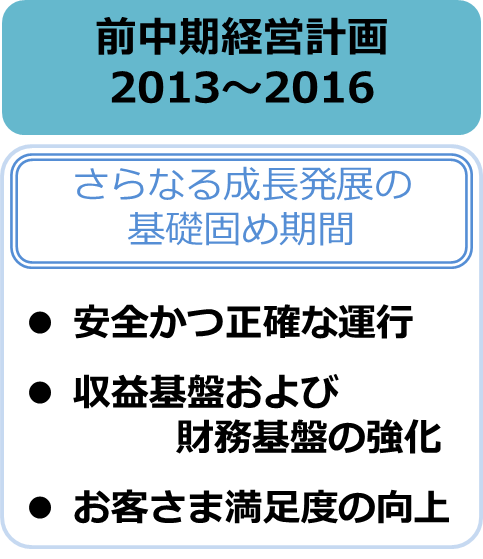 前中期経営計画
2013～2016
さらなる成長発展の
基礎固め期間
● 安全かつ正確な運行
● 収益基盤および
財務基盤の強化
● お客さま満足度の向上